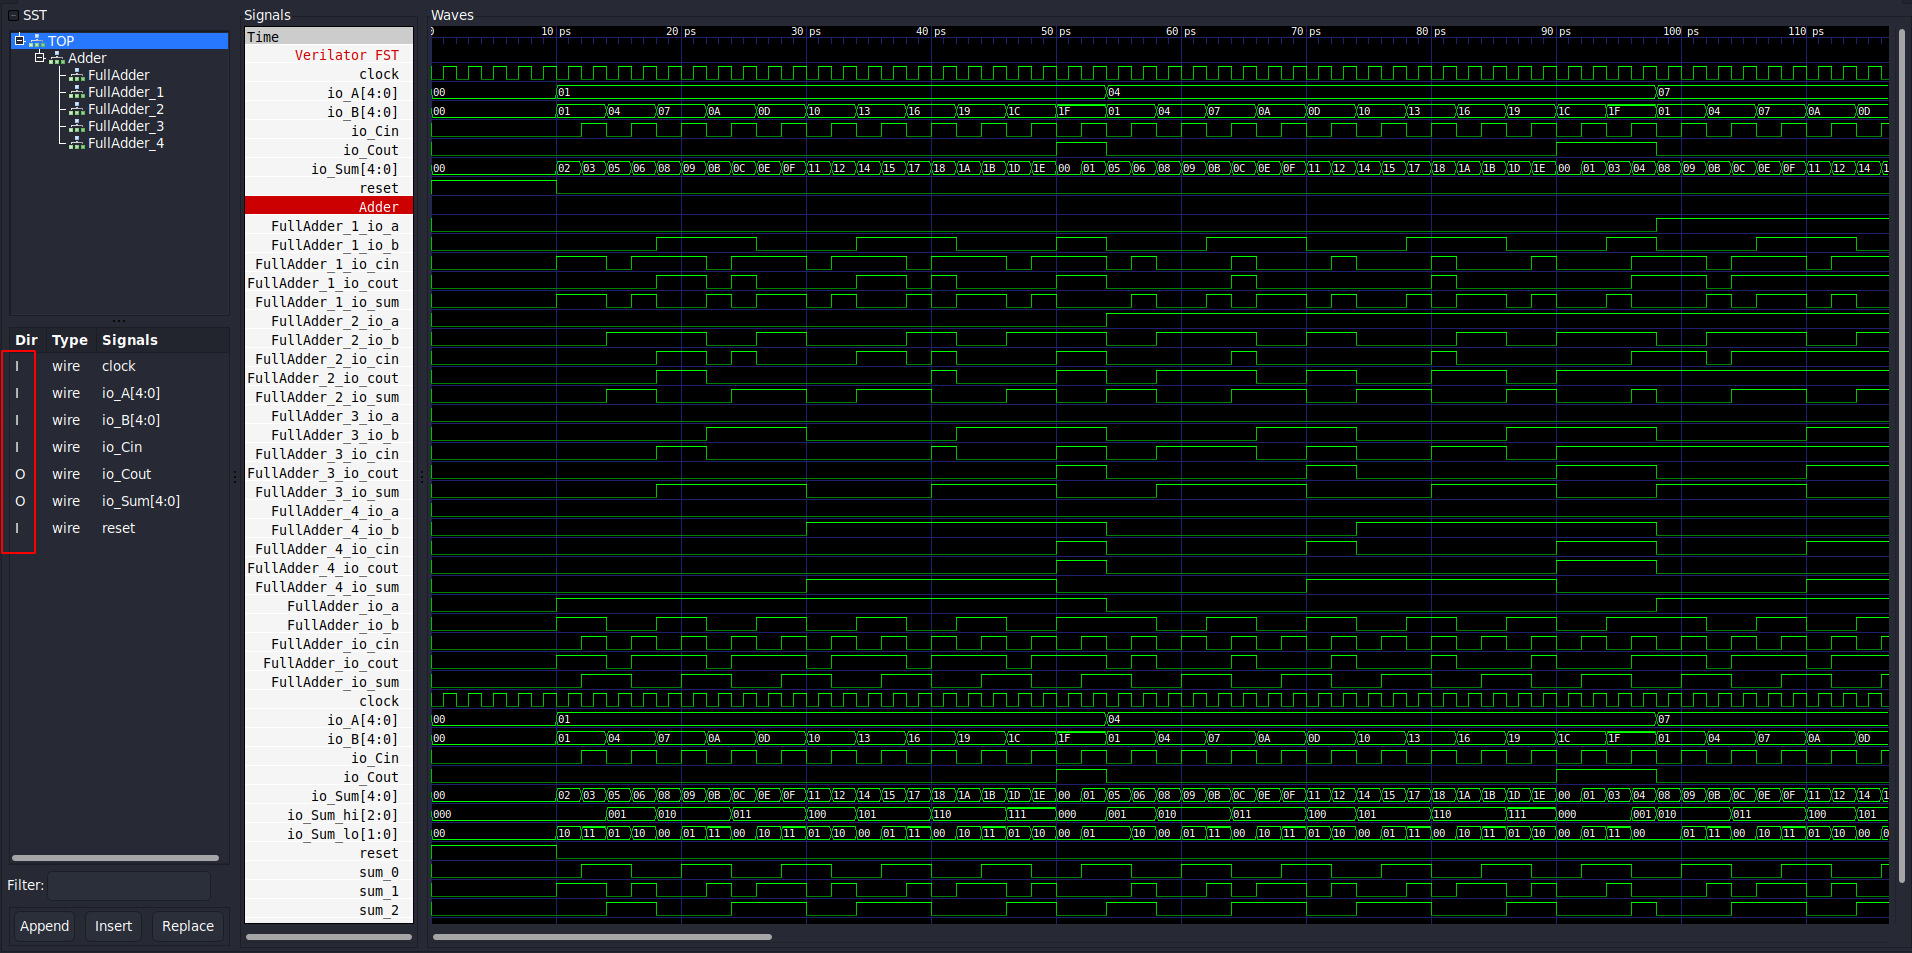 SST
TOP
Adder
FullAdder
FullAdder_1
FullAdder_2
FullAdder_3
FullAdder_4
Dir Type Signals
I wire clock
I wire io_A[4:0]
I wire io_B[4:0]
I wire io_Cin
O wire io_Cout
O wire io_Sum[4:0]
I wire reset
Filter:
Append Insert Replace
Signals
Time
Verilator FST
clock
io_A[4:0]
io_B[4:0]
io_Cin
io_Cout
io_Sum[4:0]
reset
Adder
FullAdder_1_io_a
FullAdder_1_io_b
FullAdder_1_io_cin
FullAdder_1_io_cout
FullAdder_1_io_sum
FullAdder_2_io_a
FullAdder_2_io_b
FullAdder_2_io_cin
FullAdder_2_io_cout
FullAdder_2_io_sum
FullAdder_3_io_a
FullAdder_3_io_b
FullAdder_3_io_cin
FullAdder_3_io_cout
FullAdder_3_io_sum
FullAdder_4_io_a
FullAdder_4_io_b
FullAdder_4_io_cin
FullAdder_4_io_cout
FullAdder_4_io_sum
FullAdder_io_a
FullAdder_io_b
FullAdder_io_cin
FullAdder_io_cout
FullAdder_io_sum
clock
io_A[4:0]
io_B[4:0]
io_Cin
io_Cout
io_Sum[4:0]
io_Sum_hi[2:0]
io_Sum_lo[1:0]
reset
sum_0
sum_1
sum_2
Waves
10 ps 20 ps 30 ps 40 ps 50 ps 60 ps 70 ps 80 ps 90 ps 100 ps 110 ps
00 01 04 07
00 01 04 07 0A 0D 10 13 16 19 1C 1F 01 04 07 0A 0D 10 13 16 19 1C 1F 01 04 07 0A 0D
00 02 03 05 06 08 09 0B 0C 0E 0F 11 12 14 15 17 18 1A 1B 1D 1E 00 01 05 06 08 09 0B 0C 0E 0F 11 12 14 15 17 18 1A 1B 1D 1E 00 01 03 04 08 09 0B 0C 0E 0F 11 12 14
00 01 04 07
00 01 04 07 0A 0D 10 13 16 19 1C 1F 01 04 07 0A 0D 10 13 16 19 1C 1F 01 04 07 0A 0D
00 02 03 05 06 08 09 0B 0C 0E 0F 11 12 14 15 17 18 1A 1B 1D 1E 00 01 05 06 08 09 0B 0C 0E 0F 11 12 14 15 17 18 1A 1B 1D 1E 00 01 03 04 08 09 0B 0C 0E 0F 11 12 14
000 001 010 011 100 101 110 111 000 001 010 011 100 101 110 111 000 001 010 011 100 101
00 10 11 01 10 00 01 11 00 10 11 01 10 00 01 11 00 10 11 01 10 00 01 10 00 01 11 00 10 11 01 10 00 01 11 00 10 11 01 10 00 01 11 00 01 11 00 10 11 01 10 00